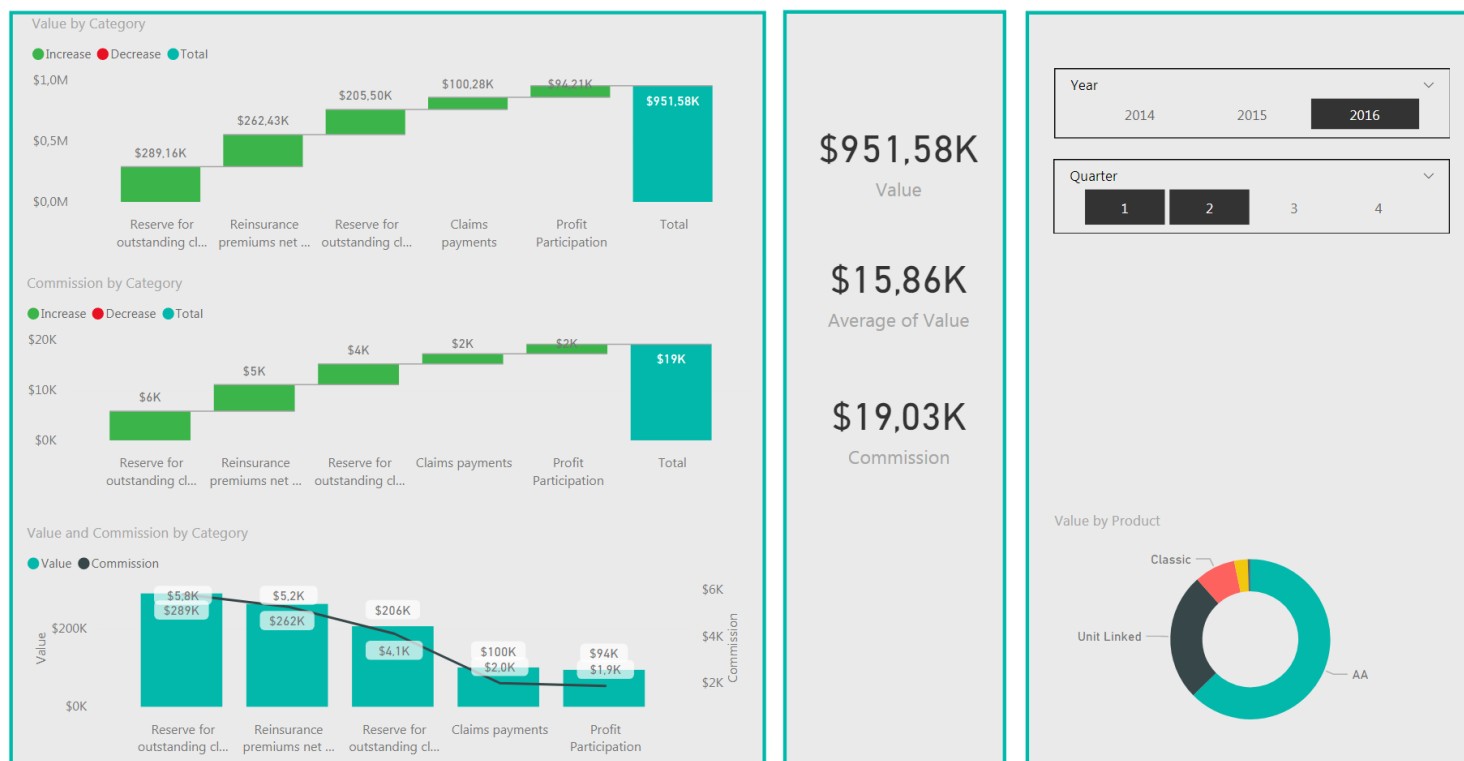 Value by Category
Increase Decrease Total
$1,0M
$0,5M
$0,0M
$289,16K
$262,43K
$205,50K
$100,28K
$94,21K
$951,58K
Reserve for
outstanding cl...
Reinsurance
premiums net ...
Reserve for
outstanding cl...
Claims
payments
Profit
Participation
Total
Commission by Category
Increase Decrease Total
$20K
$10K
$0K
$6K
$5K
$4K
$2K
$2K
$19K
Reserve for
outstanding cl...
Reinsurance
premiums net ...
Reserve for
outstanding cl...
Claims payments
Profit
Participation
Total
Value and Commission by Category
Value Commission
Value
$200K
$0K
$5,8K
$289K
$5,2K
$262K
$206K
$4,1K
$100K
$2,0K
$94K
$1,9K
$6K
$4K
$2K
Commission
Reserve for
outstanding cl...
Reinsurance
premiums net ...
Reserve for
outstanding cl...
Claims payments
Profit
Participation
$951,58K
Value
$15,86K
Average of Value
$19,03K
Commission
Year
2014 2015 2016
Quarter
1 2 3 4
Value by Product
Classic
Unit Linked
AA